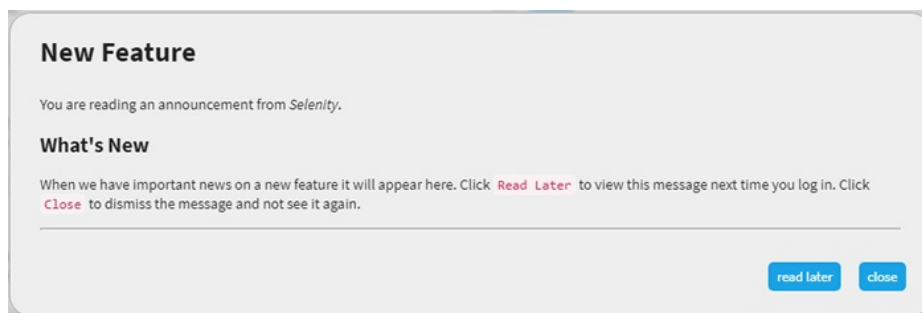 New Feature
You are reading an announcement from Selenity.
What's New
When we have important news on a new feature it will appear here. Click Read Later to view this message next time you log in. Click
Close to dismiss the message and not see it again.
read later close